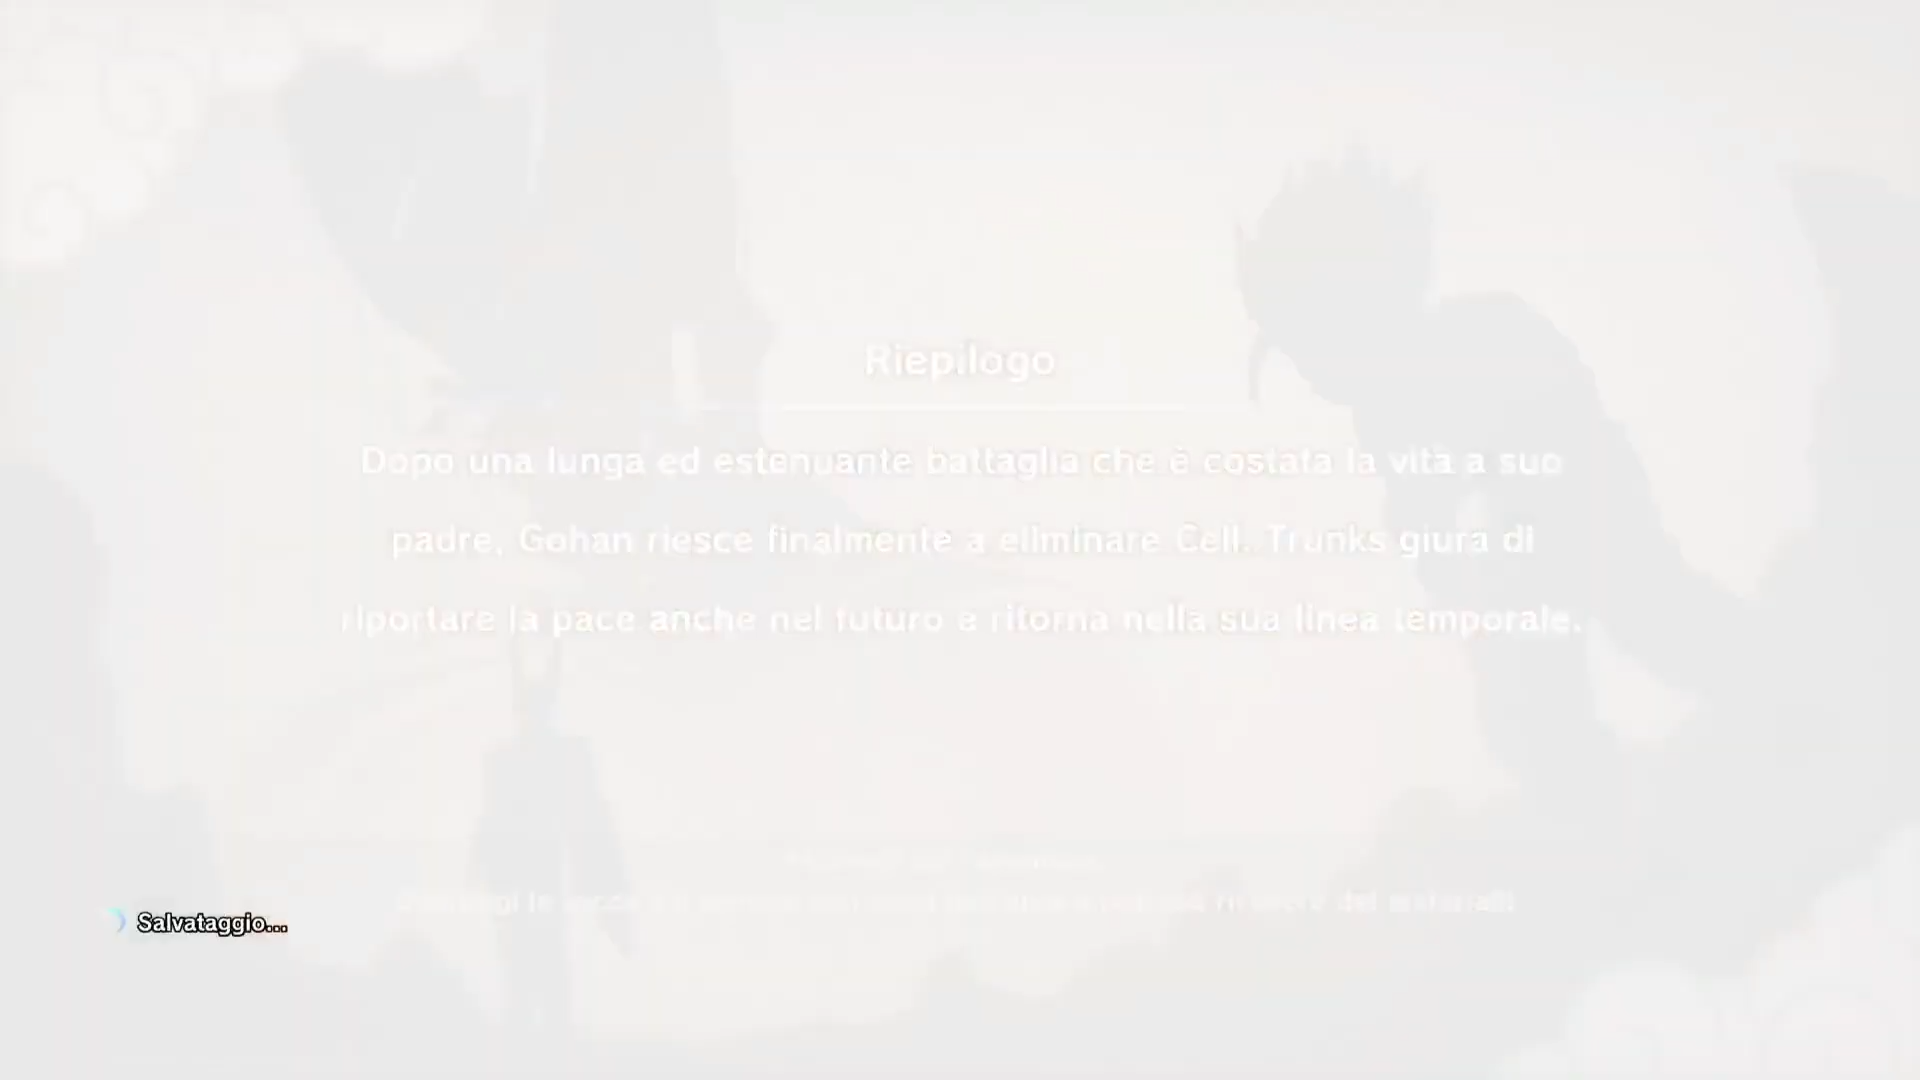 Riepilogo
Dopo una lunga ed estenuante battaglia che è costata la vita a suo
padre, Gohan riesce finalmente a eliminare Cell. Trunks giura di
riportare la pace anche nel futuro e ritorna nella sua linea temporale.
Salvataggio...